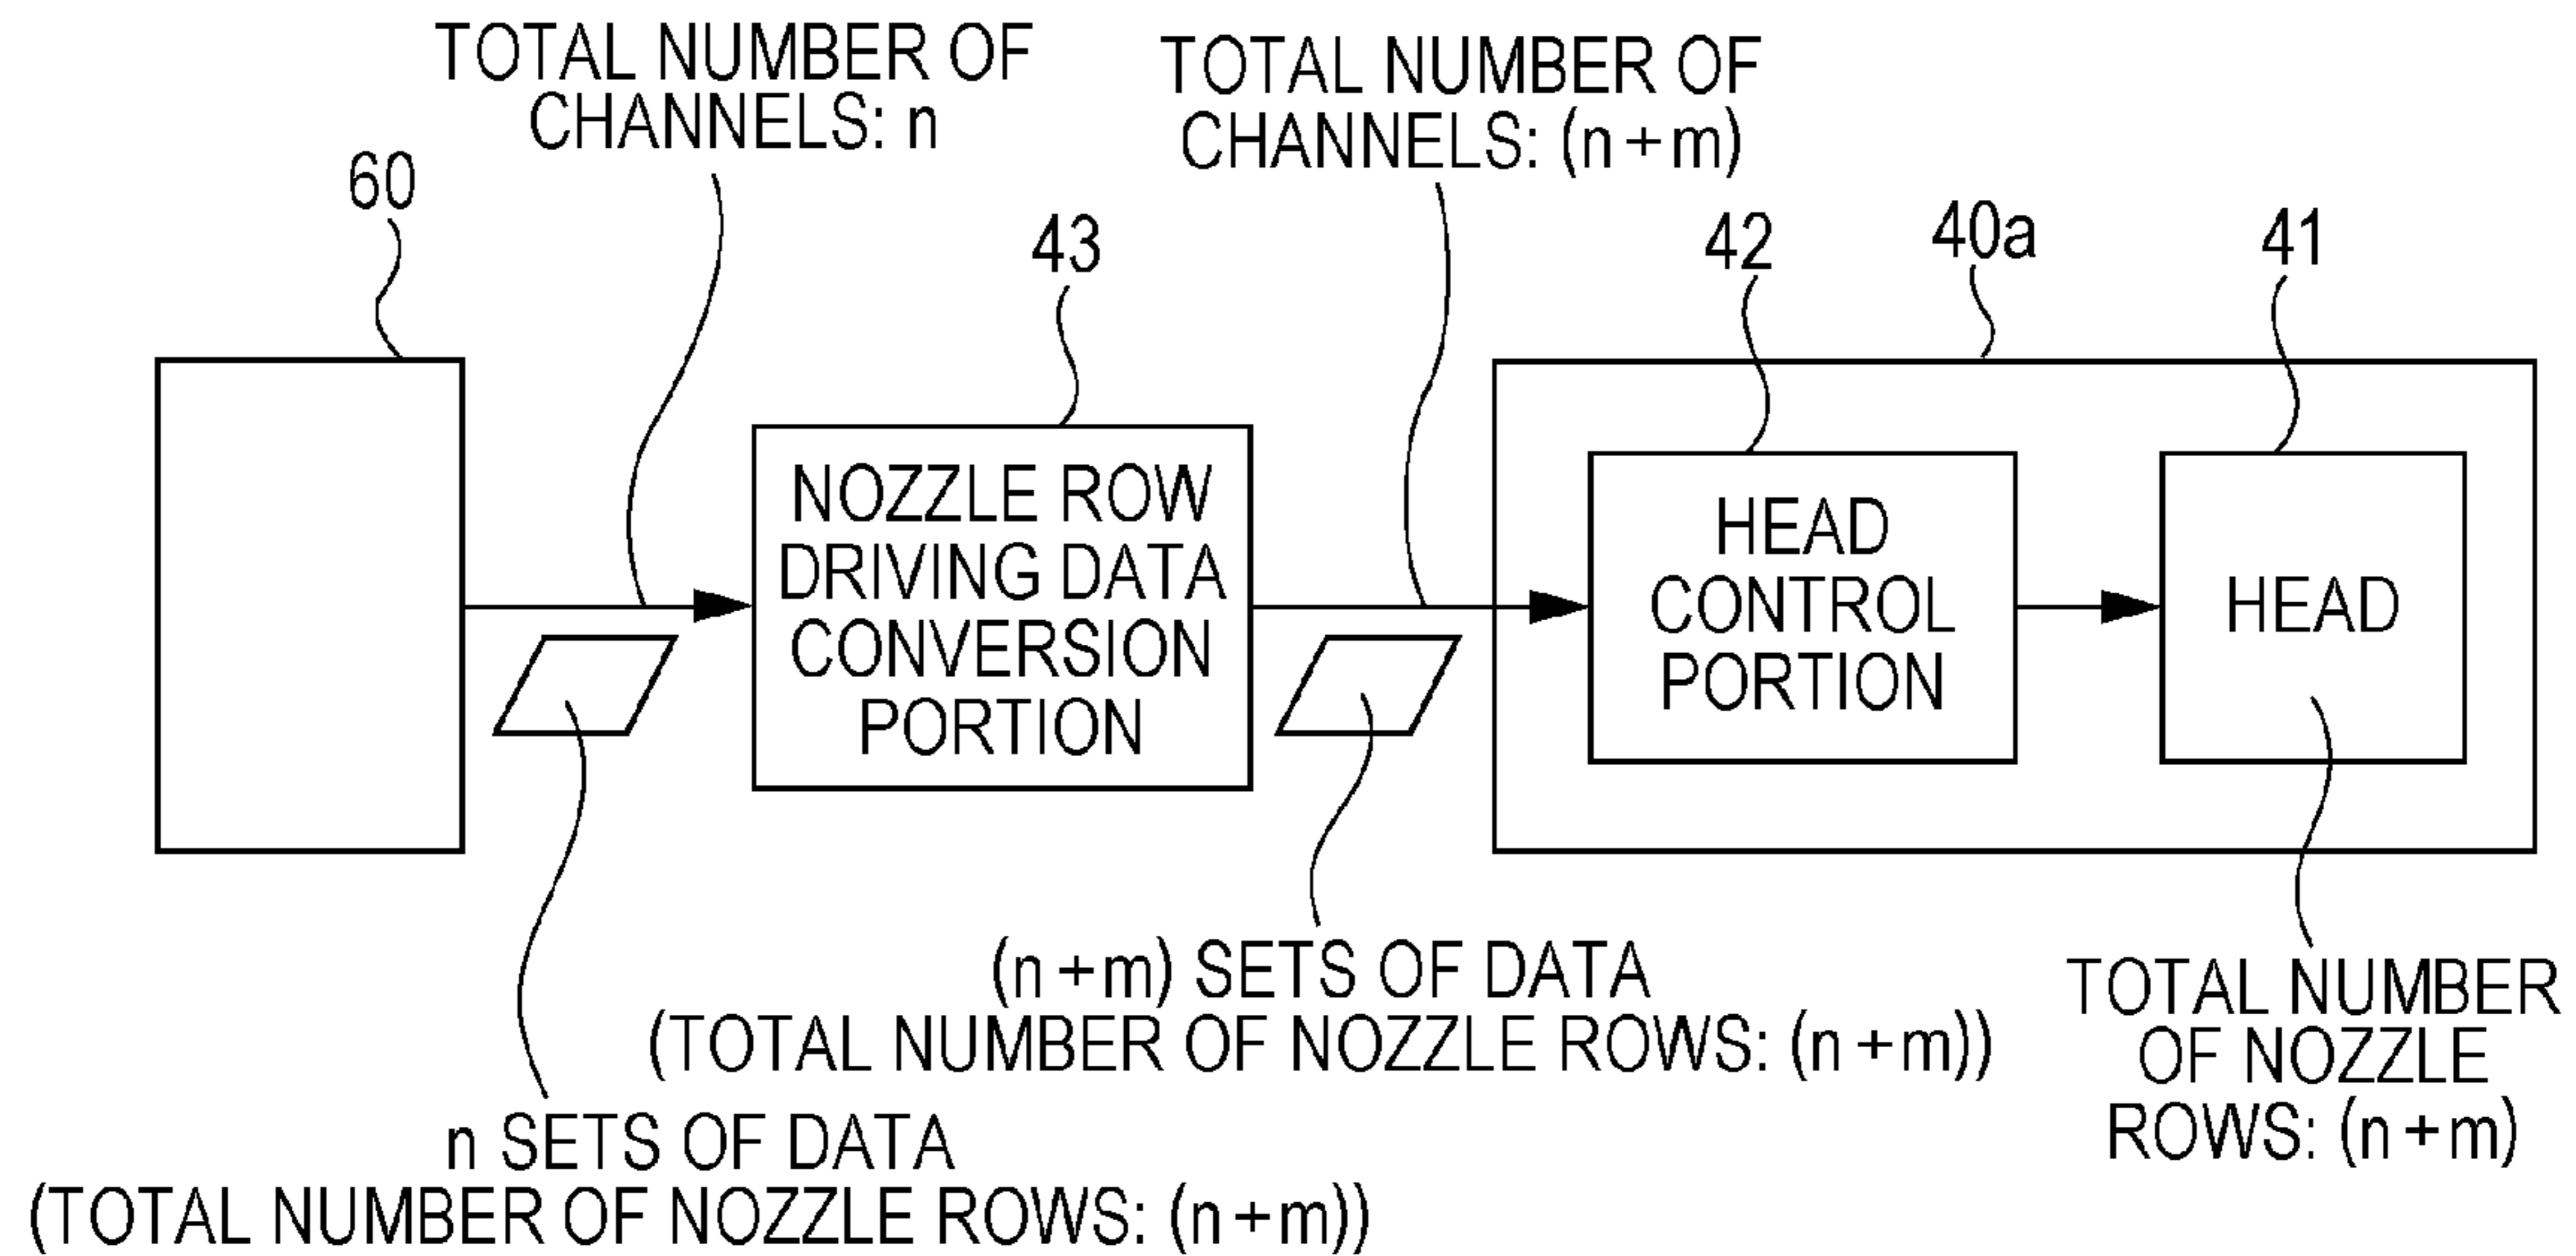 TOTAL NUMBER OF
CHANNELS: n
TOTAL NUMBER OF
CHANNELS: (n+m)
60
43
42
40a
41
NOZZLE ROW
DRIVING DATA
CONVERSION
PORTION
HEAD
CONTROL
PORTION
HEAD
(n+m) SETS OF DATA
(TOTAL NUMBER OF NOZZLE ROWS: (n+m))
TOTAL NUMBER
OF NOZZLE
ROWS: (n+m)
n SETS OF DATA
(TOTAL NUMBER OF NOZZLE ROWS: (n+m))